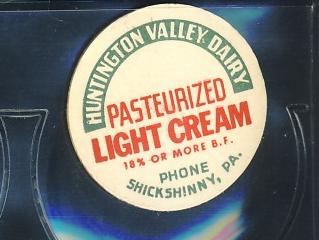 HUNTINGTON VALLEY DAIRY
PASTEURIZED
LIGHT CREAM
18% OR MORE B.F.
PHONE
SHICKSHINNY, PA.